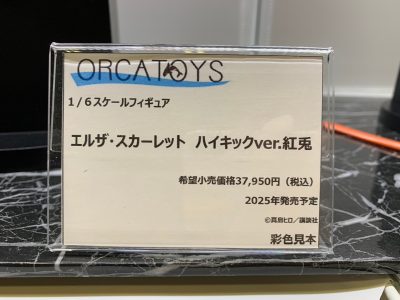 ORCATOYS
1/6スケールフィギュア
エルザ・スカーレット ハイキックver.紅兎
希望小売価格37,950円（税込）
2025年発売予定
©真島ヒロ／講談社
彩色見本